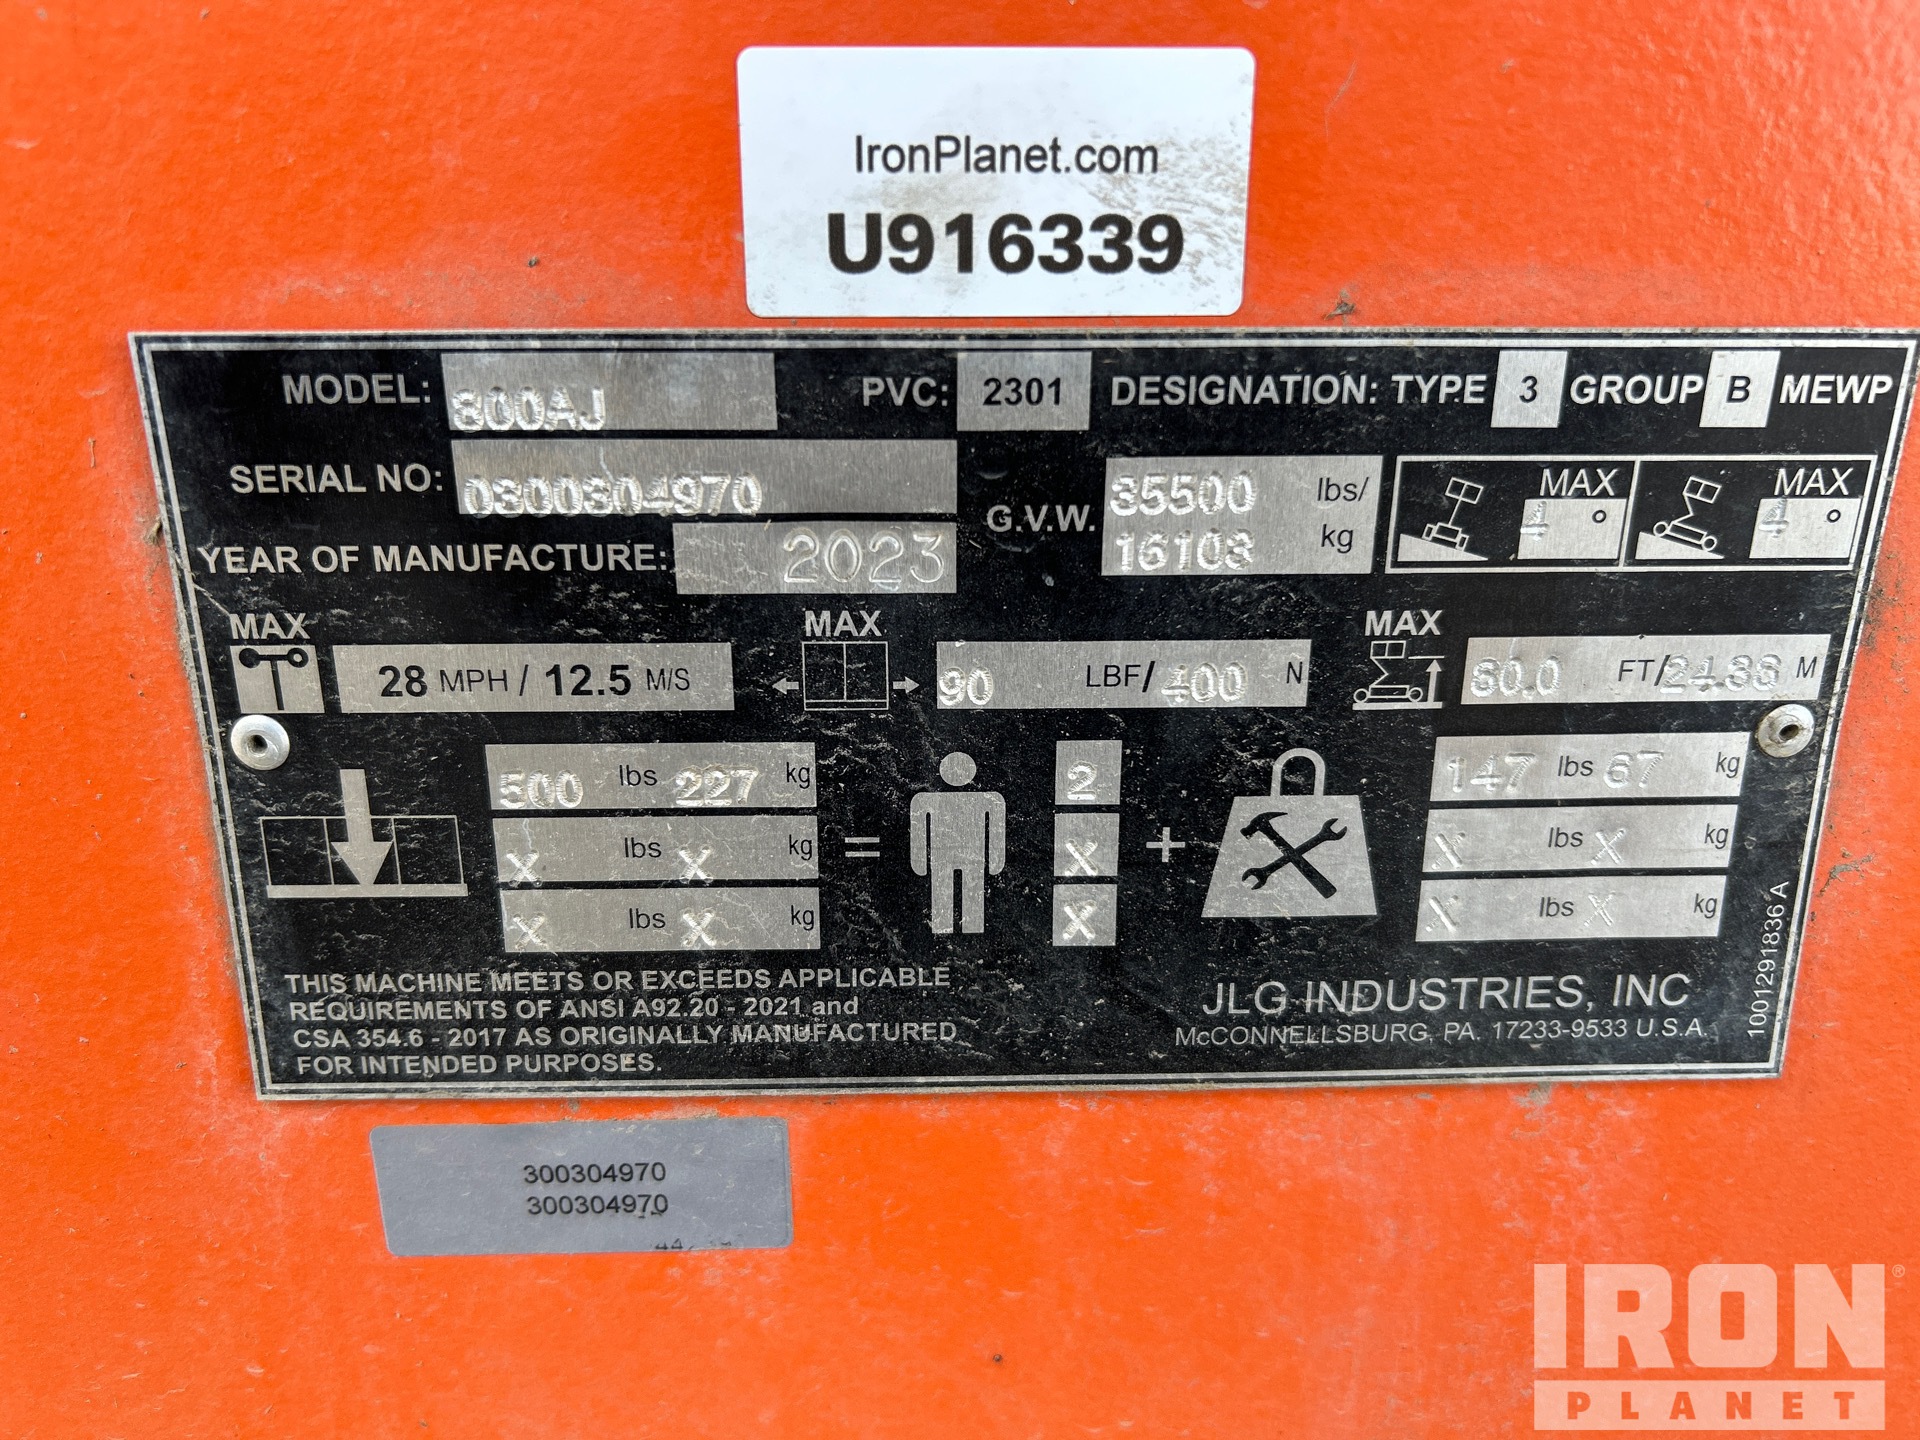 IronPlanet.com
U916339
MODEL: 800AJ PVC: 2301 DESIGNATION: TYPE 3 GROUP B MEWP
SERIAL NO: 0300304970
G.V.W. 35500 lbs/
16103 kg
MAX 4 °
MAX 4 °
YEAR OF MANUFACTURE: 2023
MAX
28 MPH / 12.5 M/S
MAX
90 LBF/ 400 N
MAX
80.0 FT/ 24.38 M
500 lbs 227 kg = 2 + 147 lbs 67 kg
X lbs X kg X X lbs X kg
X lbs X kg X X lbs X kg
THIS MACHINE MEETS OR EXCEEDS APPLICABLE
REQUIREMENTS OF ANSI A92.20 - 2021 and
CSA 354.6 - 2017 AS ORIGINALLY MANUFACTURED
FOR INTENDED PURPOSES.
JLG INDUSTRIES, INC
McCONNELLSBURG, PA. 17233-9533 U.S.A.
1001291836 A
300304970
300304970
IRON®
PLANET